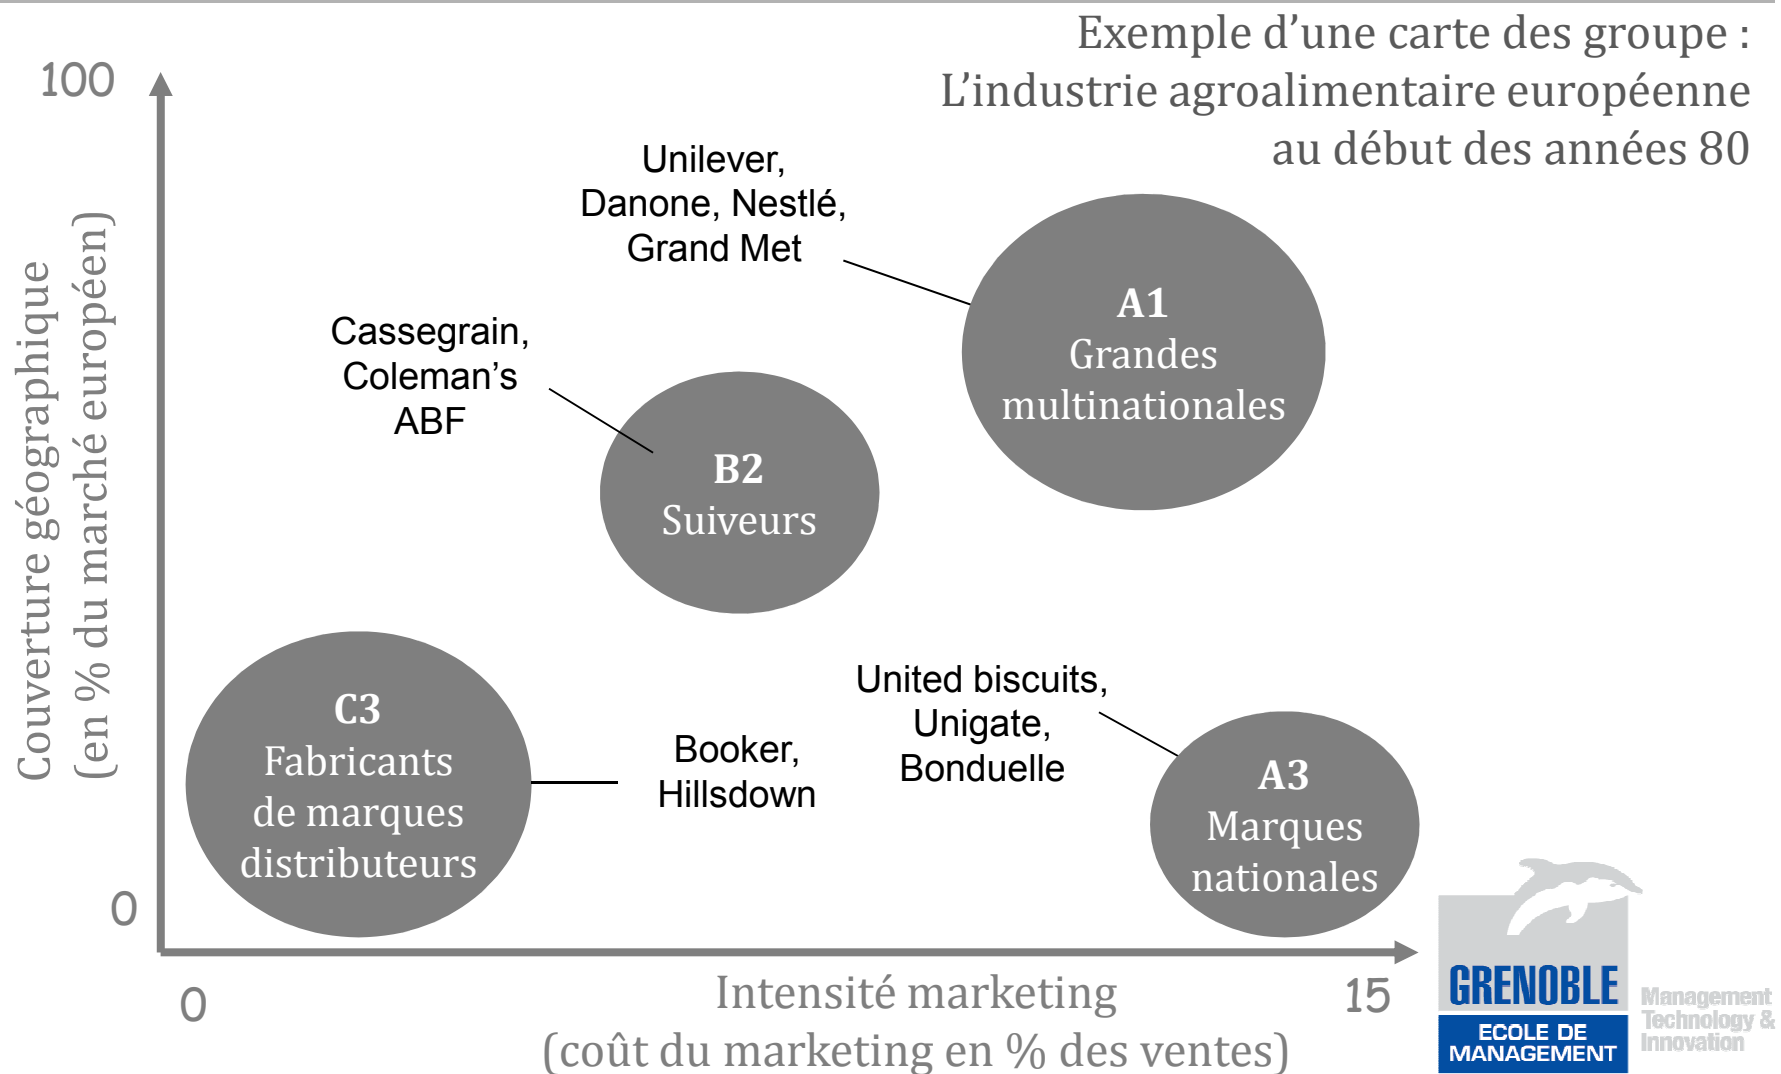 Exemple d’une carte des groupe :
L’industrie agroalimentaire européenne
au début des années 80
100
Couverture géographique
(en % du marché européen)
Unilever,
Danone, Nestlé,
Grand Met
A1
Grandes
multinationales
Cassegrain,
Coleman’s
ABF
B2
Suiveurs
C3
Fabricants
de marques
distributeurs
Booker,
Hillsdown
United biscuits,
Unigate,
Bonduelle
A3
Marques
nationales
0
0
Intensité marketing
(coût du marketing en % des ventes)
15
GRENOBLE
ECOLE DE
MANAGEMENT
Management
Technology &
Innovation